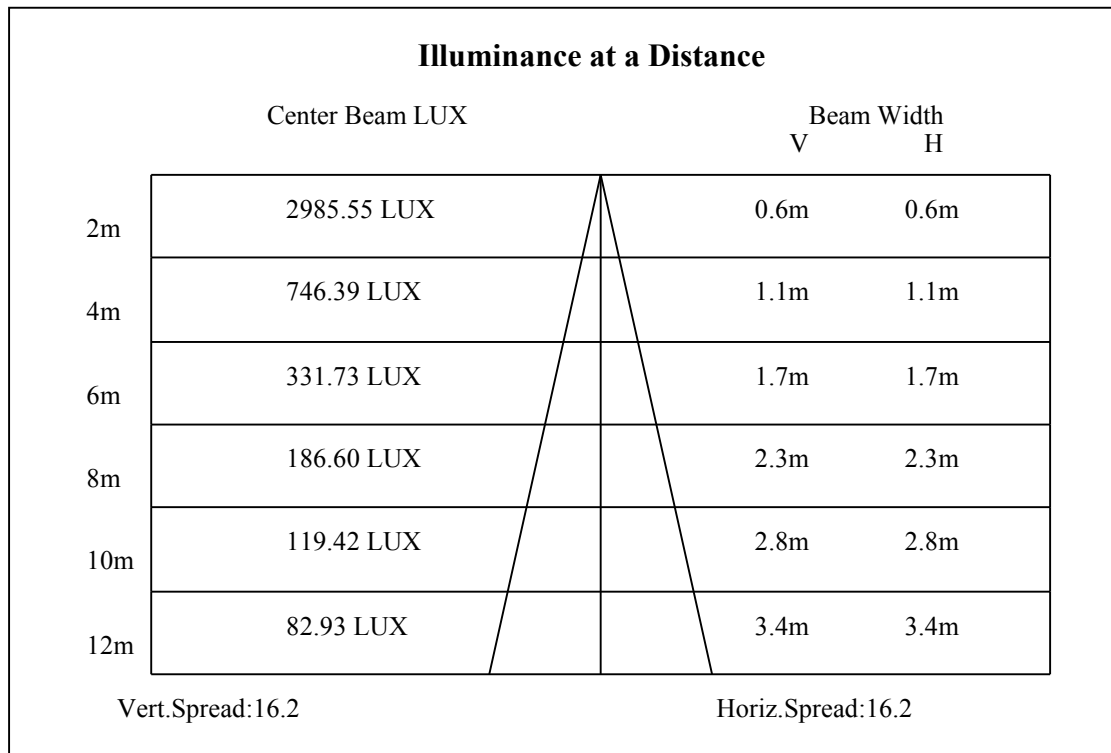 Illuminance at a Distance
Center Beam LUX Beam Width
V H
2m 2985.55 LUX 0.6m 0.6m
4m 746.39 LUX 1.1m 1.1m
6m 331.73 LUX 1.7m 1.7m
8m 186.60 LUX 2.3m 2.3m
10m 119.42 LUX 2.8m 2.8m
12m 82.93 LUX 3.4m 3.4m
Vert.Spread:16.2 Horiz.Spread:16.2